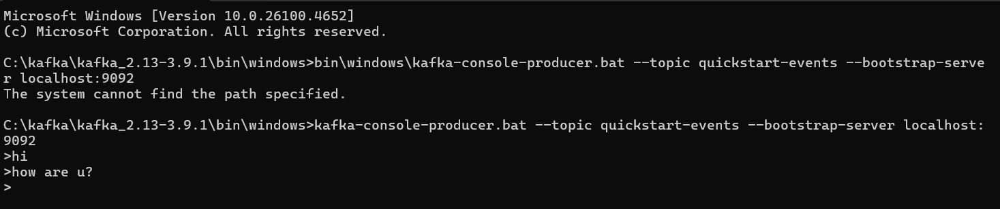 Microsoft Windows [Version 10.0.26100.4652]
(c) Microsoft Corporation. All rights reserved.
C:\kafka\kafka_2.13-3.9.1\bin\windows>bin\windows\kafka-console-producer.bat --topic quickstart-events --bootstrap-serve
r localhost:9092
The system cannot find the path specified.
C:\kafka\kafka_2.13-3.9.1\bin\windows>kafka-console-producer.bat --topic quickstart-events --bootstrap-server localhost:
9092
>hi
>how are u?
>